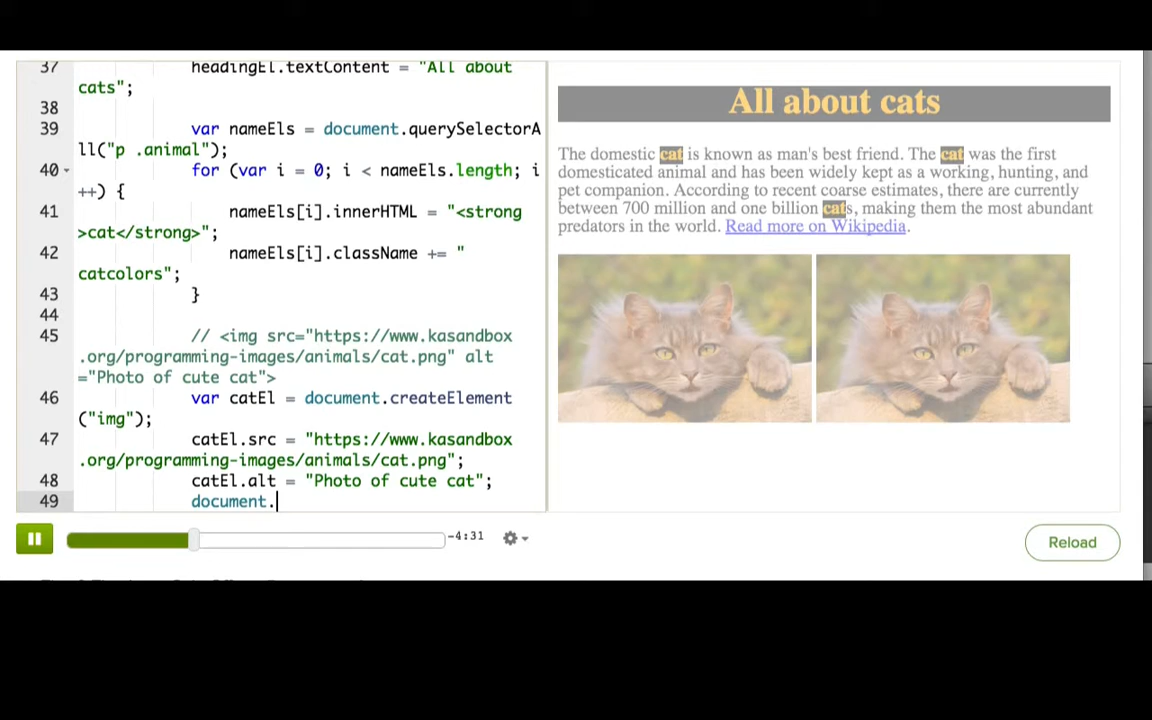 37 headingEl.textContent = "All about
cats";
38
39 var nameEls = document.querySelectorA
ll("p .animal");
40 for (var i = 0; i < nameEls.length; i
++) {
41 nameEls[i].innerHTML = "<strong
>cat</strong>";
42 nameEls[i].className += "
catcolors";
43 }
44
45 // <img src="https://www.kasandbox
.org/programming-images/animals/cat.png" alt
="Photo of cute cat">
46 var catEl = document.createElement
("img");
47 catEl.src = "https://www.kasandbox
.org/programming-images/animals/cat.png";
48 catEl.alt = "Photo of cute cat";
49 document.
All about cats
The domestic cat is known as man's best friend. The cat was the first
domesticated animal and has been widely kept as a working, hunting, and
pet companion. According to recent coarse estimates, there are currently
between 700 million and one billion cats, making them the most abundant
predators in the world. Read more on Wikipedia.
-4:31
Reload